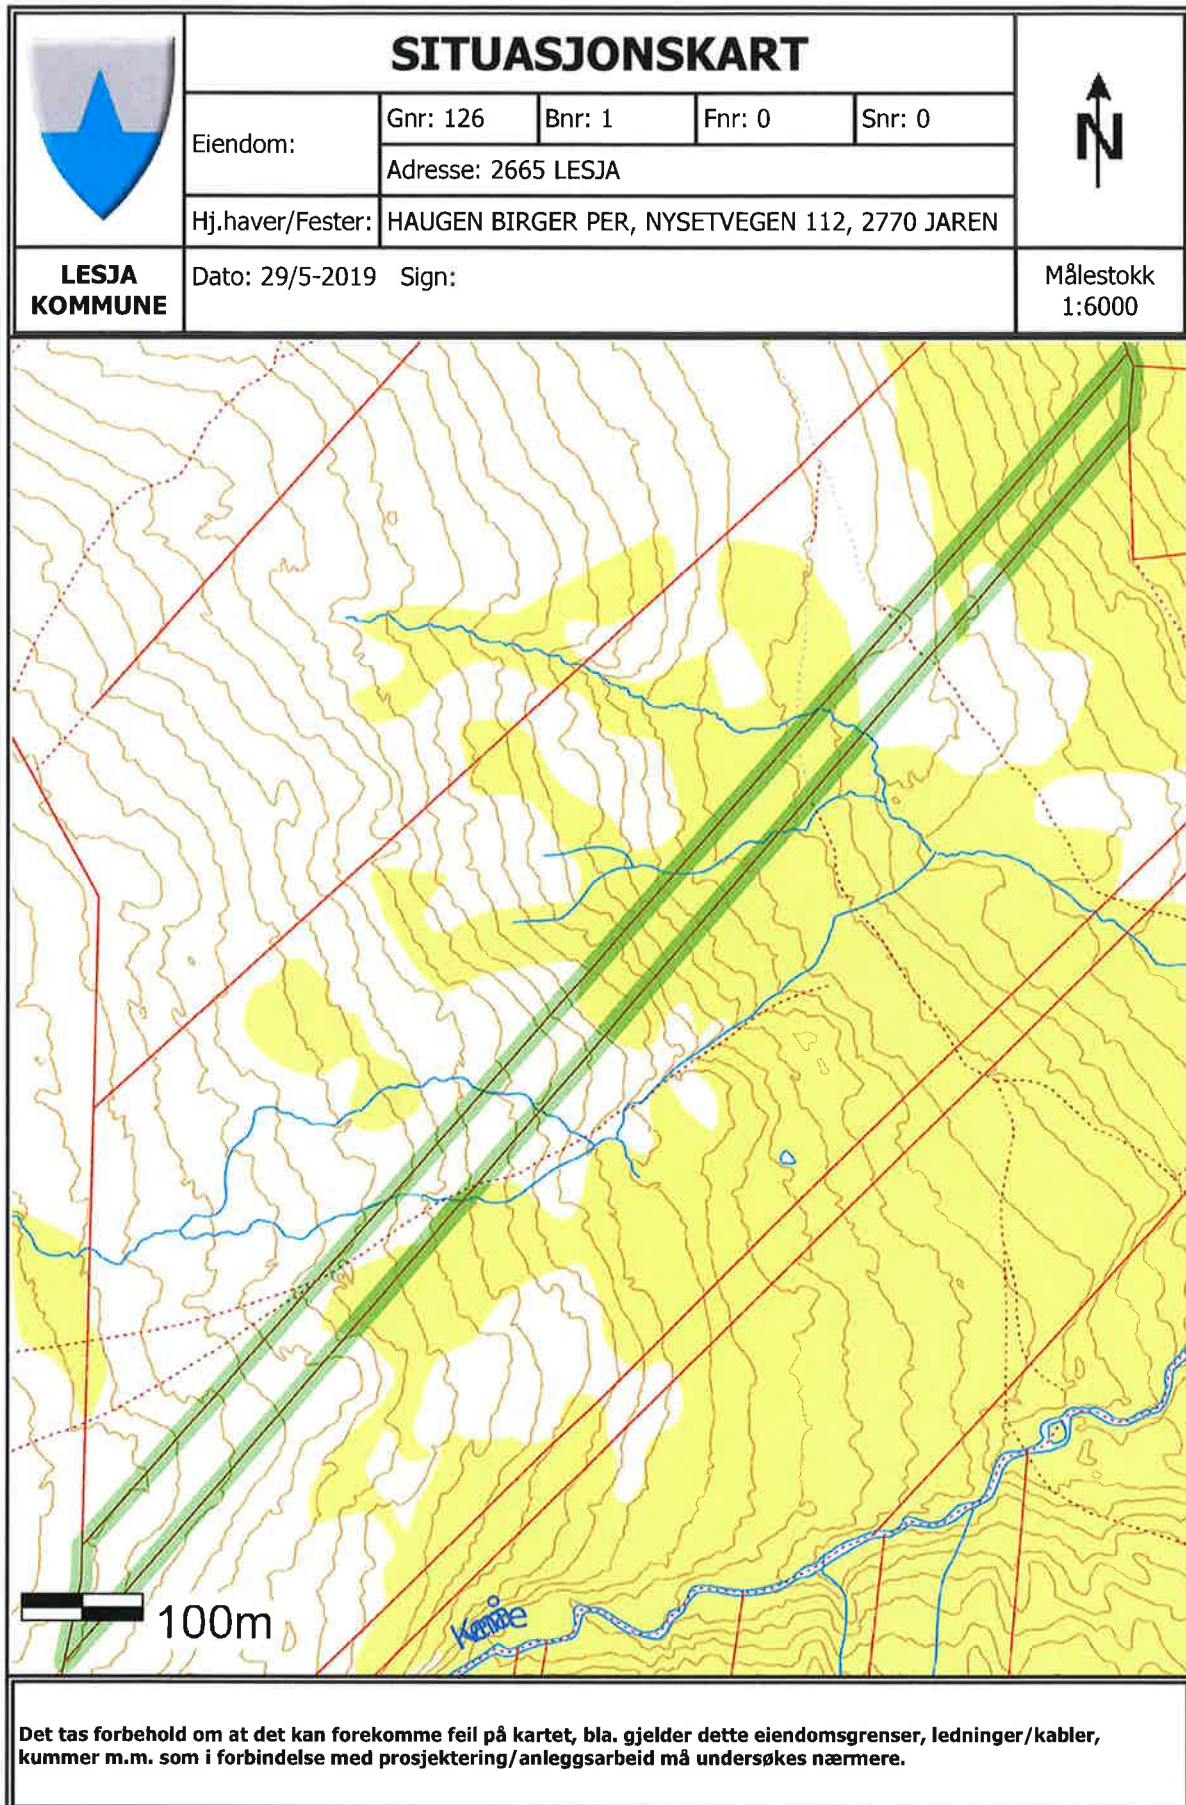 SITUASJONSKART
Eiendom:
Gnr: 126
Bnr: 1
Fnr: 0
Snr: 0
Adresse: 2665 LESJA
Hj.haver/Fester:
HAUGEN BIRGER PER, NYSETVEGEN 112, 2770 JAREN
N
LESJA
KOMMUNE
Dato: 29/5-2019 Sign:
Målestokk
1:6000
100m
Det tas forbehold om at det kan forekomme feil på kartet, bla. gjelder dette eiendomsgrenser, ledninger/kabler,
kummer m.m. som i forbindelse med prosjektering/anleggsarbeid må undersøkes nærmere.